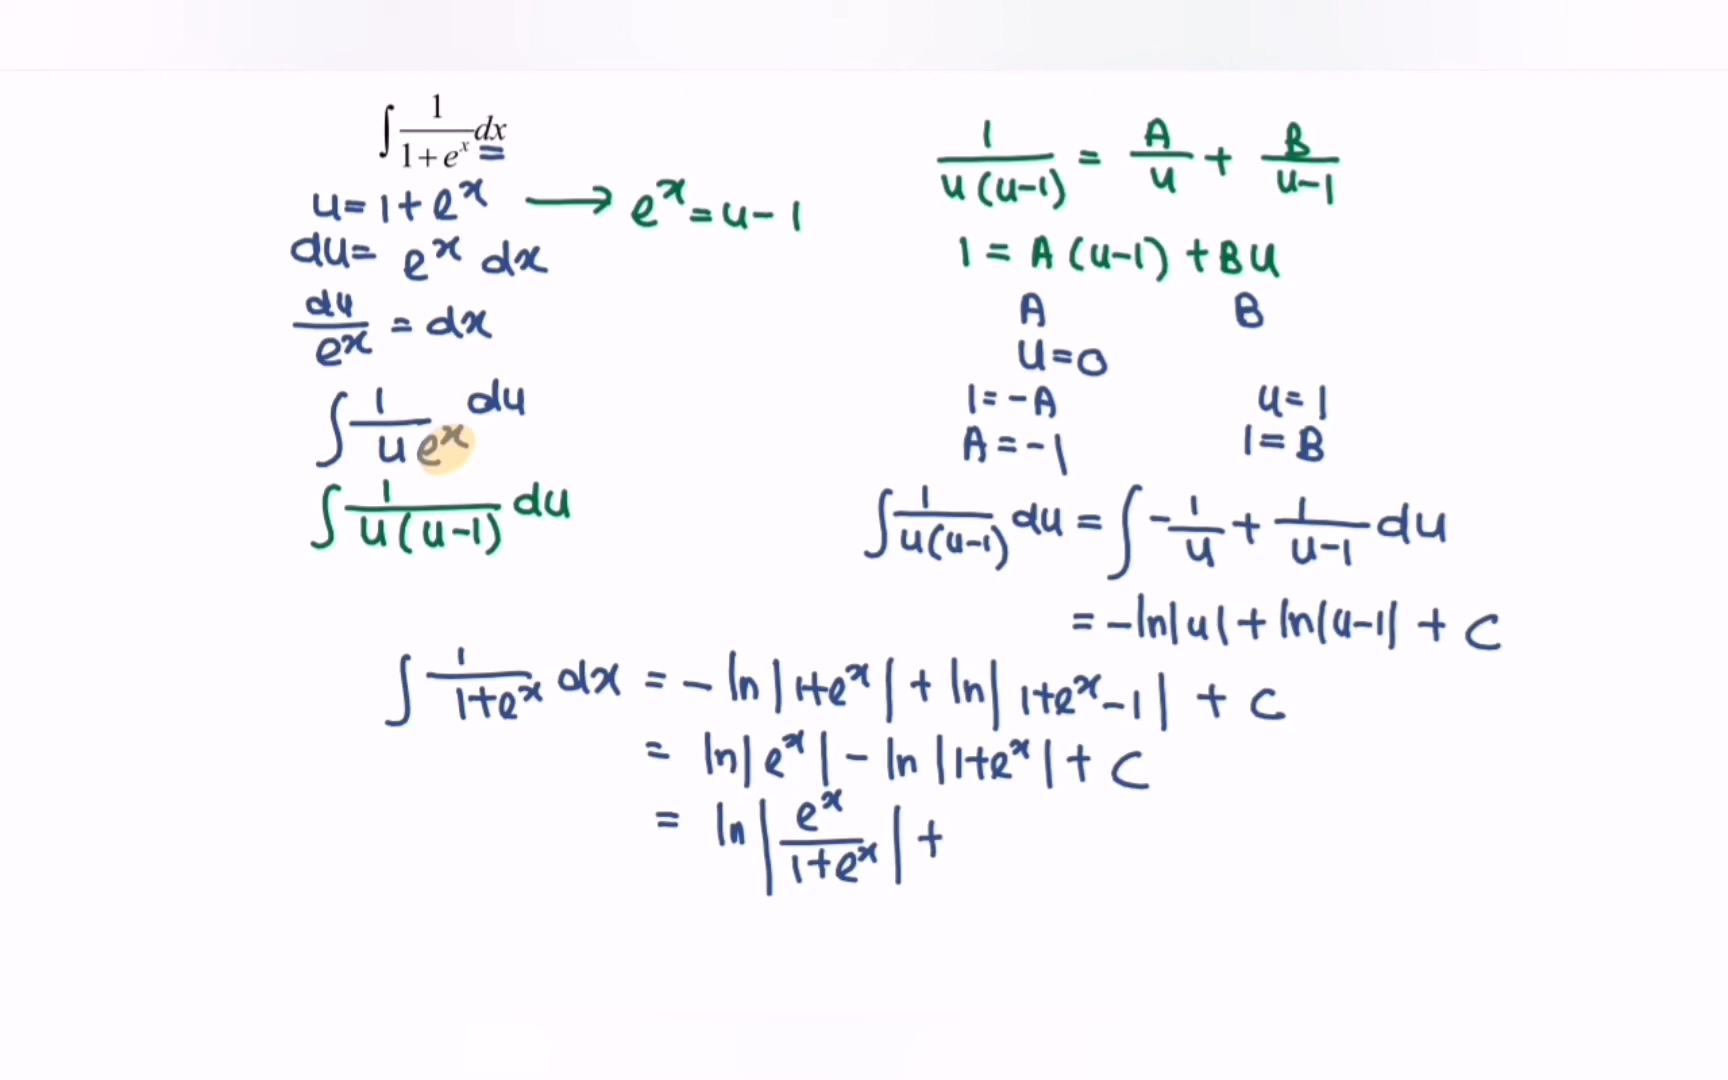 ∫ 1/(1+e^x) dx =
u = 1+e^x → e^x = u-1
du = e^x dx
du/e^x = dx
∫ 1/(u e^x) du
∫ 1/(u(u-1)) du
1/(u(u-1)) = A/u + B/(u-1)
1 = A(u-1) + Bu
A B
u=0
1=-A u=1
A=-1 1=B
∫ 1/(u(u-1)) du = ∫ -1/u + 1/(u-1) du
= -ln|u| + ln|u-1| + C
∫ 1/(1+e^x) dx = -ln|1+e^x| + ln|1+e^x-1| + C
= ln|e^x| - ln|1+e^x| + C
= ln|e^x/(1+e^x)| +